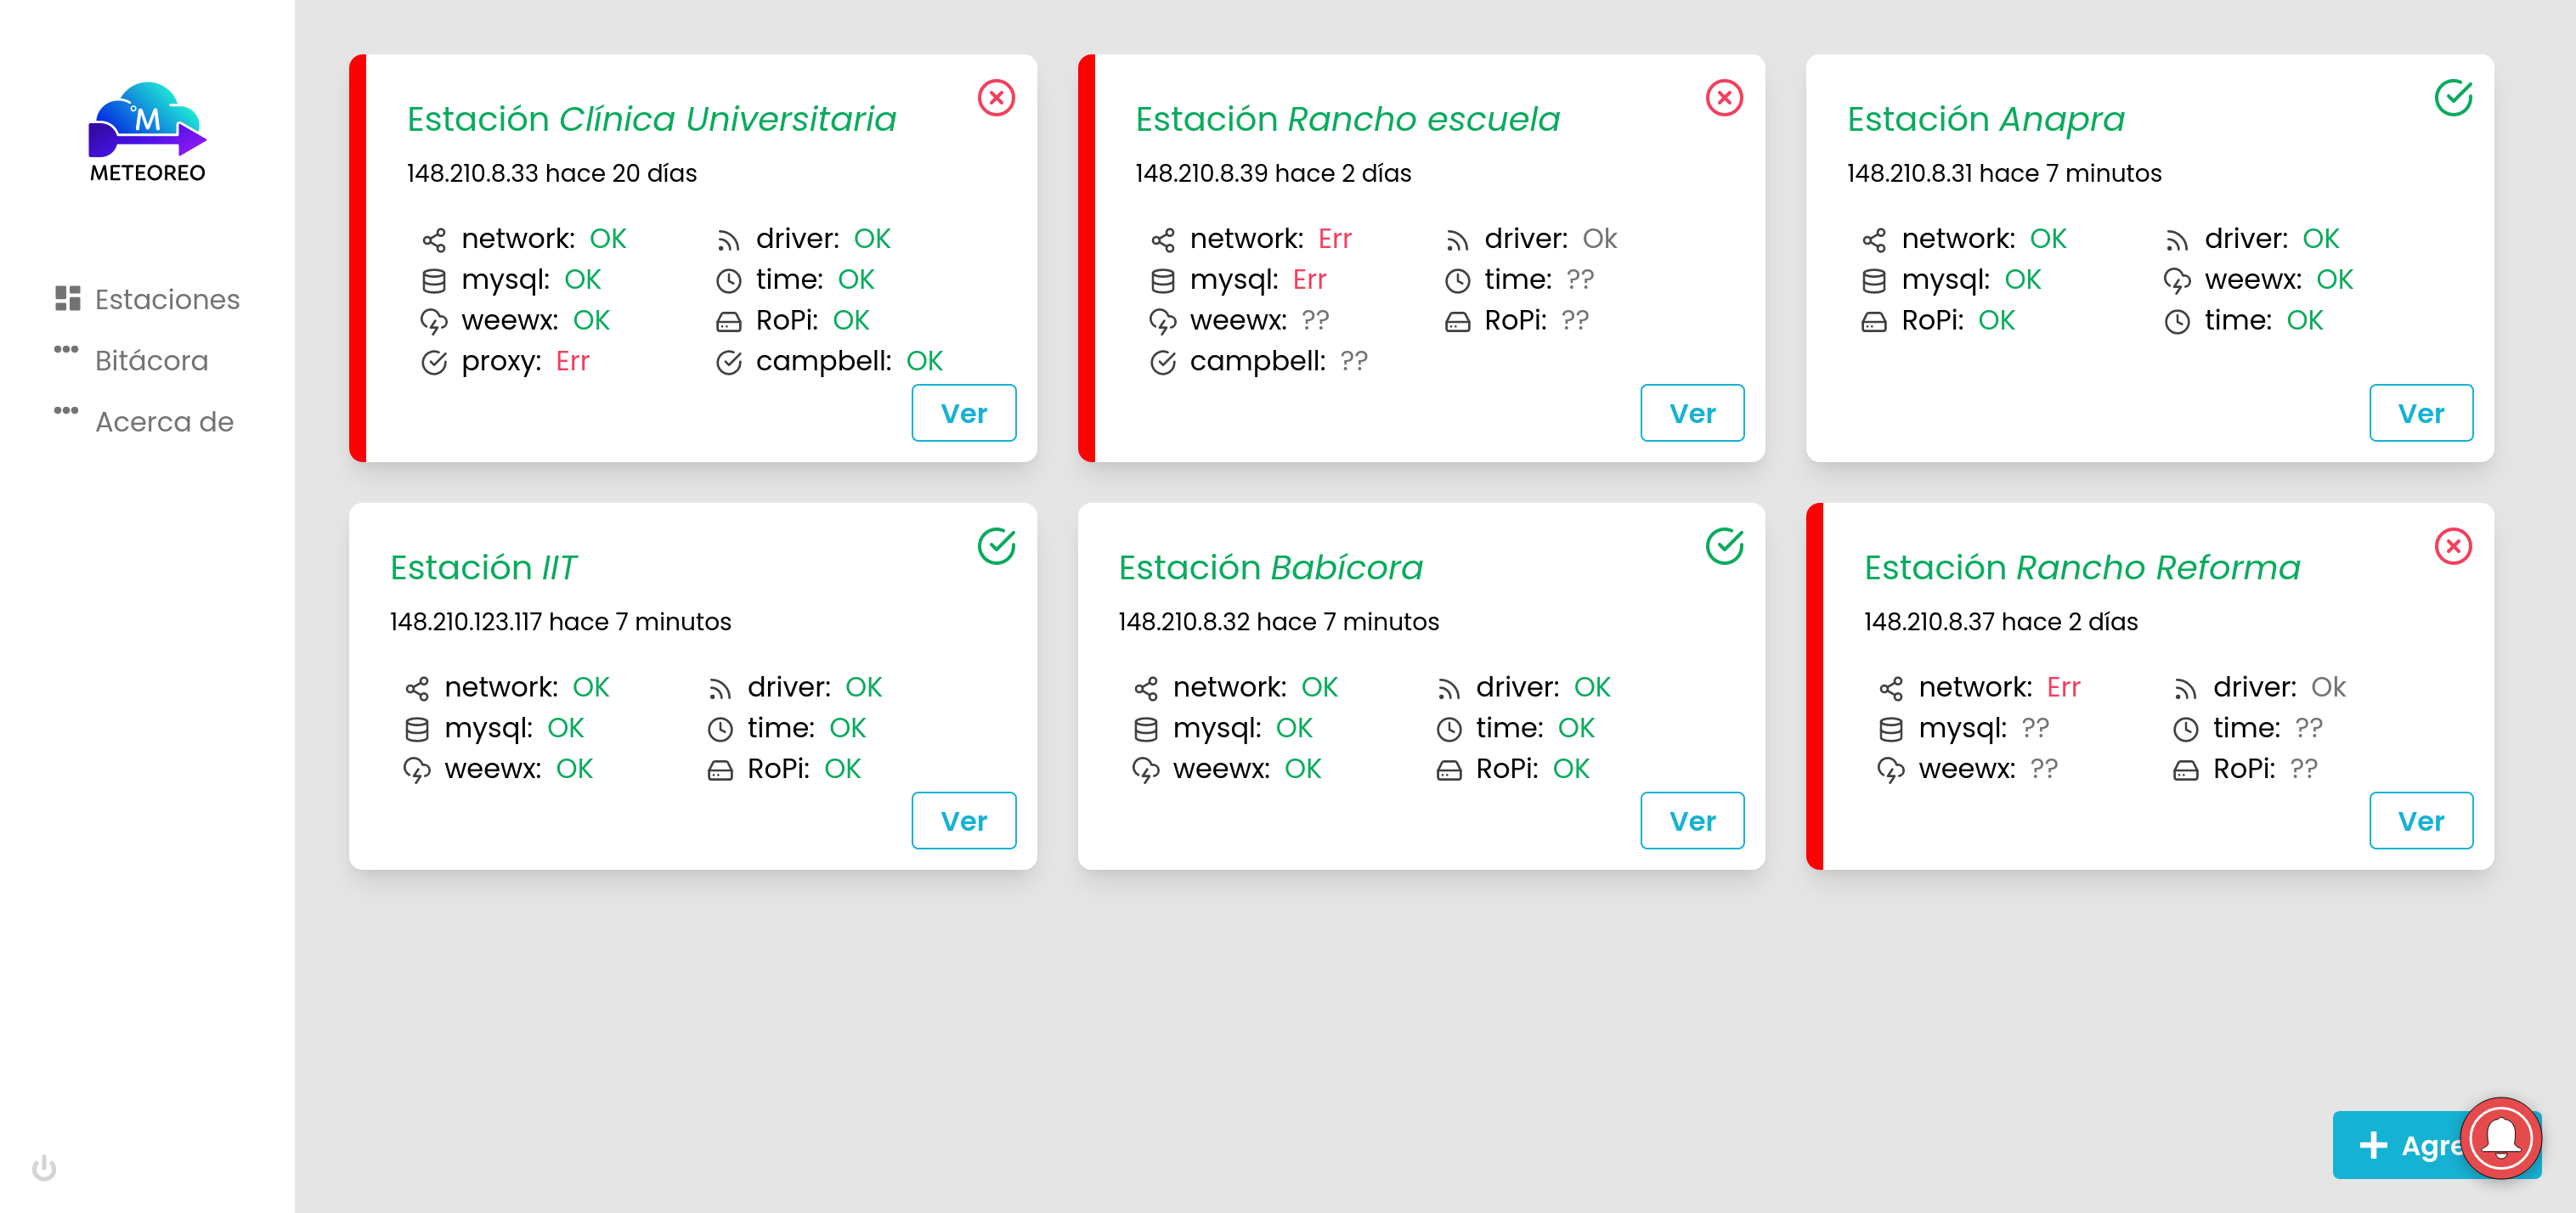 °M
METEOREO
Estaciones
Bitácora
Acerca de
Estación Clínica Universitaria
148.210.8.33 hace 20 días
network: OK driver: OK
mysql: OK time: OK
weewx: OK RoPi: OK
proxy: Err campbell: OK
Ver
Estación Rancho escuela
148.210.8.39 hace 2 días
network: Err driver: Ok
mysql: Err time: ??
weewx: ?? RoPi: ??
campbell: ??
Ver
Estación Anapra
148.210.8.31 hace 7 minutos
network: OK driver: OK
mysql: OK weewx: OK
RoPi: OK time: OK
Ver
Estación IIT
148.210.123.117 hace 7 minutos
network: OK driver: OK
mysql: OK time: OK
weewx: OK RoPi: OK
Ver
Estación Babícora
148.210.8.32 hace 7 minutos
network: OK driver: OK
mysql: OK time: OK
weewx: OK RoPi: OK
Ver
Estación Rancho Reforma
148.210.8.37 hace 2 días
network: Err driver: Ok
mysql: ?? time: ??
weewx: ?? RoPi: ??
Ver